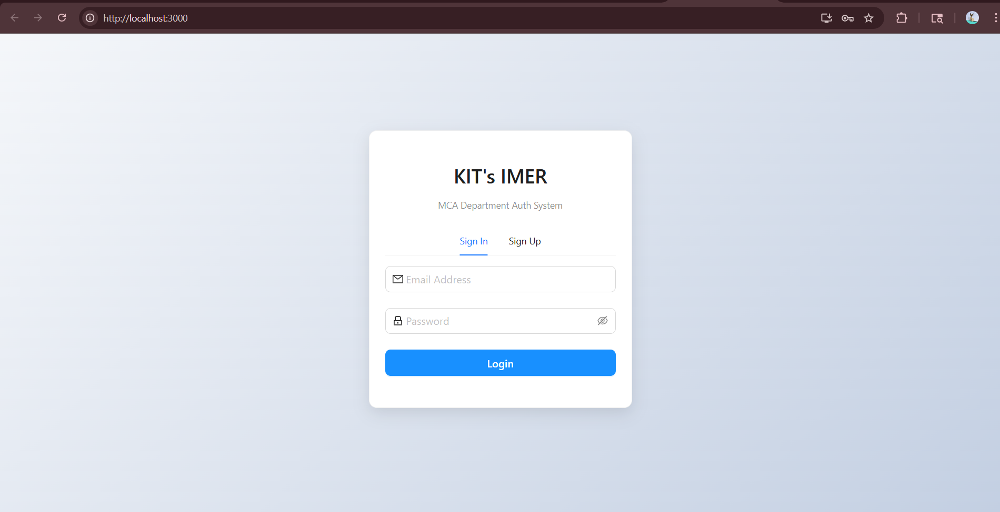 http://localhost:3000
KIT's IMER
MCA Department Auth System
Sign In Sign Up
Email Address
Password
Login